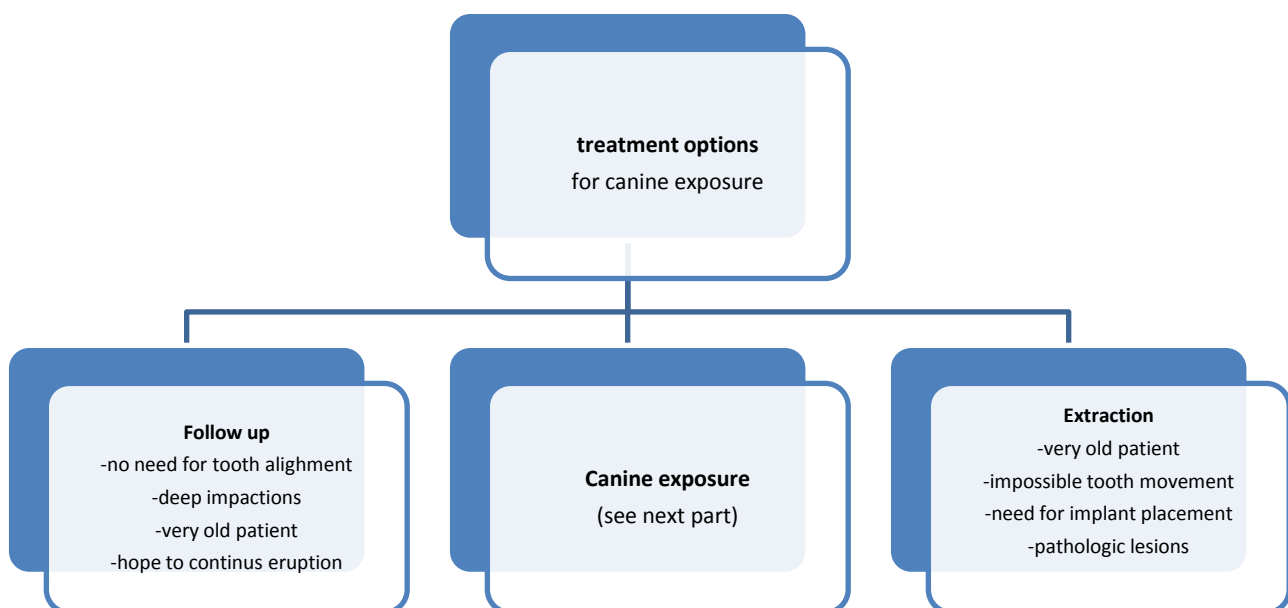 treatment options
for canine exposure
Follow up
-no need for tooth alighment
-deep impactions
-very old patient
-hope to continus eruption
Canine exposure
(see next part)
Extraction
-very old patient
-impossible tooth movement
-need for implant placement
-pathologic lesions